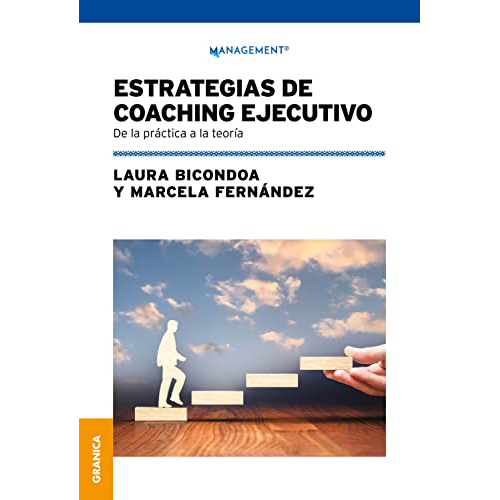 MANAGEMENT®
ESTRATEGIAS DE
COACHING EJECUTIVO
De la práctica a la teoría
LAURA BICONDOA
Y MARCELA FERNÁNDEZ
GRANICA